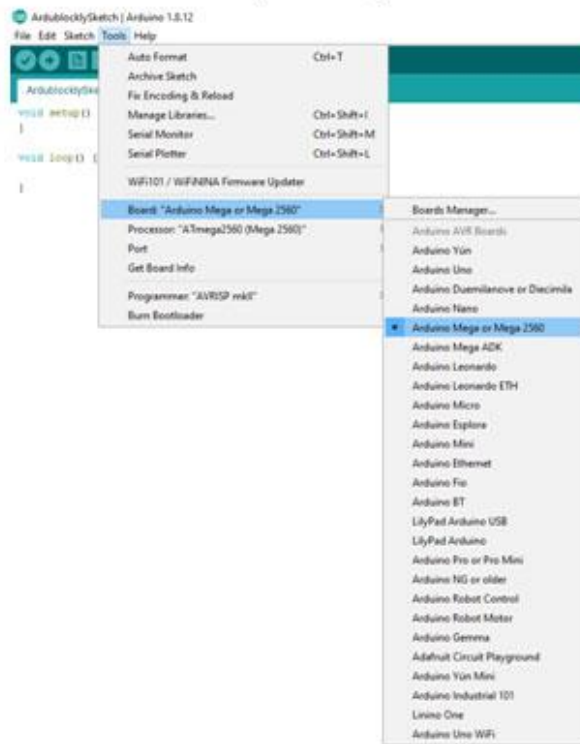 ArdublocklySketch | Arduino 1.8.12
File Edit Sketch Tools Help
Auto Format Ctrl+T
Archive Sketch
Fix Encoding & Reload
Manage Libraries... Ctrl+Shift+I
Serial Monitor Ctrl+Shift+M
Serial Plotter Ctrl+Shift+L
WiFi101 / WiFiNINA Firmware Updater
Board: "Arduino Mega or Mega 2560"
Processor: "ATmega2560 (Mega 2560)"
Port
Get Board Info
Programmer: "AVRISP mkII"
Burn Bootloader
ArdublocklySke
void setup()
}
void loop() {
}
Boards Manager...
Arduino AVR Boards
Arduino Yún
Arduino Uno
Arduino Duemilanove or Diecimila
Arduino Nano
Arduino Mega or Mega 2560
Arduino Mega ADK
Arduino Leonardo
Arduino Leonardo ETH
Arduino Micro
Arduino Esplora
Arduino Mini
Arduino Ethernet
Arduino Fio
Arduino BT
LilyPad Arduino USB
LilyPad Arduino
Arduino Pro or Pro Mini
Arduino NG or older
Arduino Robot Control
Arduino Robot Motor
Arduino Gemma
Adafruit Circuit Playground
Arduino Yún Mini
Arduino Industrial 101
Linino One
Arduino Uno WiFi